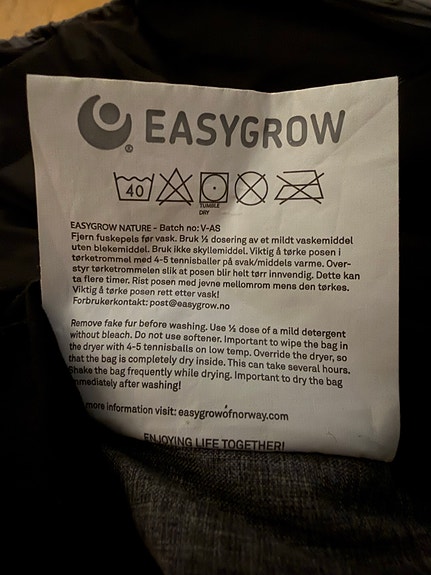 EASYGROW
®
40
TUMBLE
DRY
EASYGROW NATURE - Batch no: V-AS
Fjern fuskepels før vask. Bruk ½ dosering av et mildt vaskemiddel
uten blekemiddel. Bruk ikke skyllemiddel. Viktig å tørke posen i
tørketrommel med 4-5 tennisballer på svak/middels varme. Over-
styr tørketrommelen slik at posen blir helt tørr innvendig. Dette kan
ta flere timer. Rist posen med jevne mellomrom mens den tørkes.
Viktig å tørke posen rett etter vask!
Forbrukerkontakt: post@easygrow.no
Remove fake fur before washing. Use ½ dose of a mild detergent
without bleach. Do not use softener. Important to wipe the bag in
the dryer with 4-5 tennisballs on low temp. Override the dryer, so
that the bag is completely dry inside. This can take several hours.
Shake the bag frequently while drying. Important to dry the bag
immediately after washing!
more information visit: easygrowofnorway.com
ENJOYING LIFE TOGETHER!